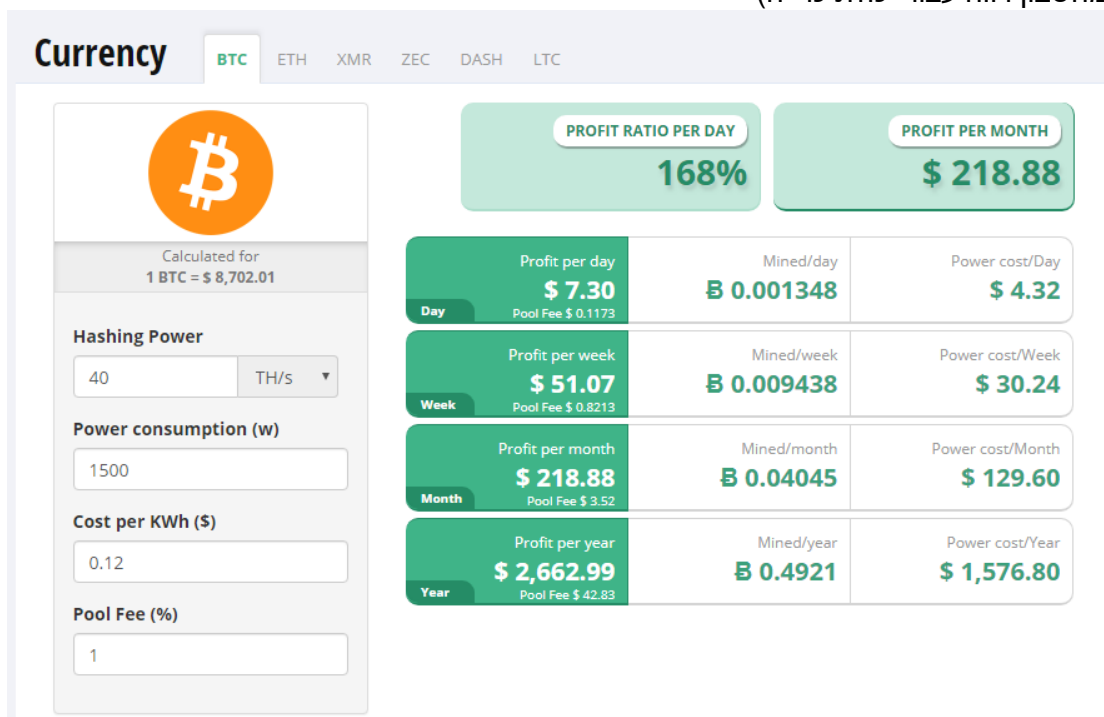 Currency BTC ETH XMR ZEC DASH LTC
Calculated for
1 BTC = $ 8,702.01
Hashing Power
40 TH/s
Power consumption (w)
1500
Cost per KWh ($)
0.12
Pool Fee (%)
1
PROFIT RATIO PER DAY
168%
PROFIT PER MONTH
$ 218.88
Profit per day Mined/day Power cost/Day
$ 7.30 Ƀ 0.001348 $ 4.32
Day Pool Fee $ 0.1173
Profit per week Mined/week Power cost/Week
$ 51.07 Ƀ 0.009438 $ 30.24
Week Pool Fee $ 0.8213
Profit per month Mined/month Power cost/Month
$ 218.88 Ƀ 0.04045 $ 129.60
Month Pool Fee $ 3.52
Profit per year Mined/year Power cost/Year
$ 2,662.99 Ƀ 0.4921 $ 1,576.80
Year Pool Fee $ 42.83